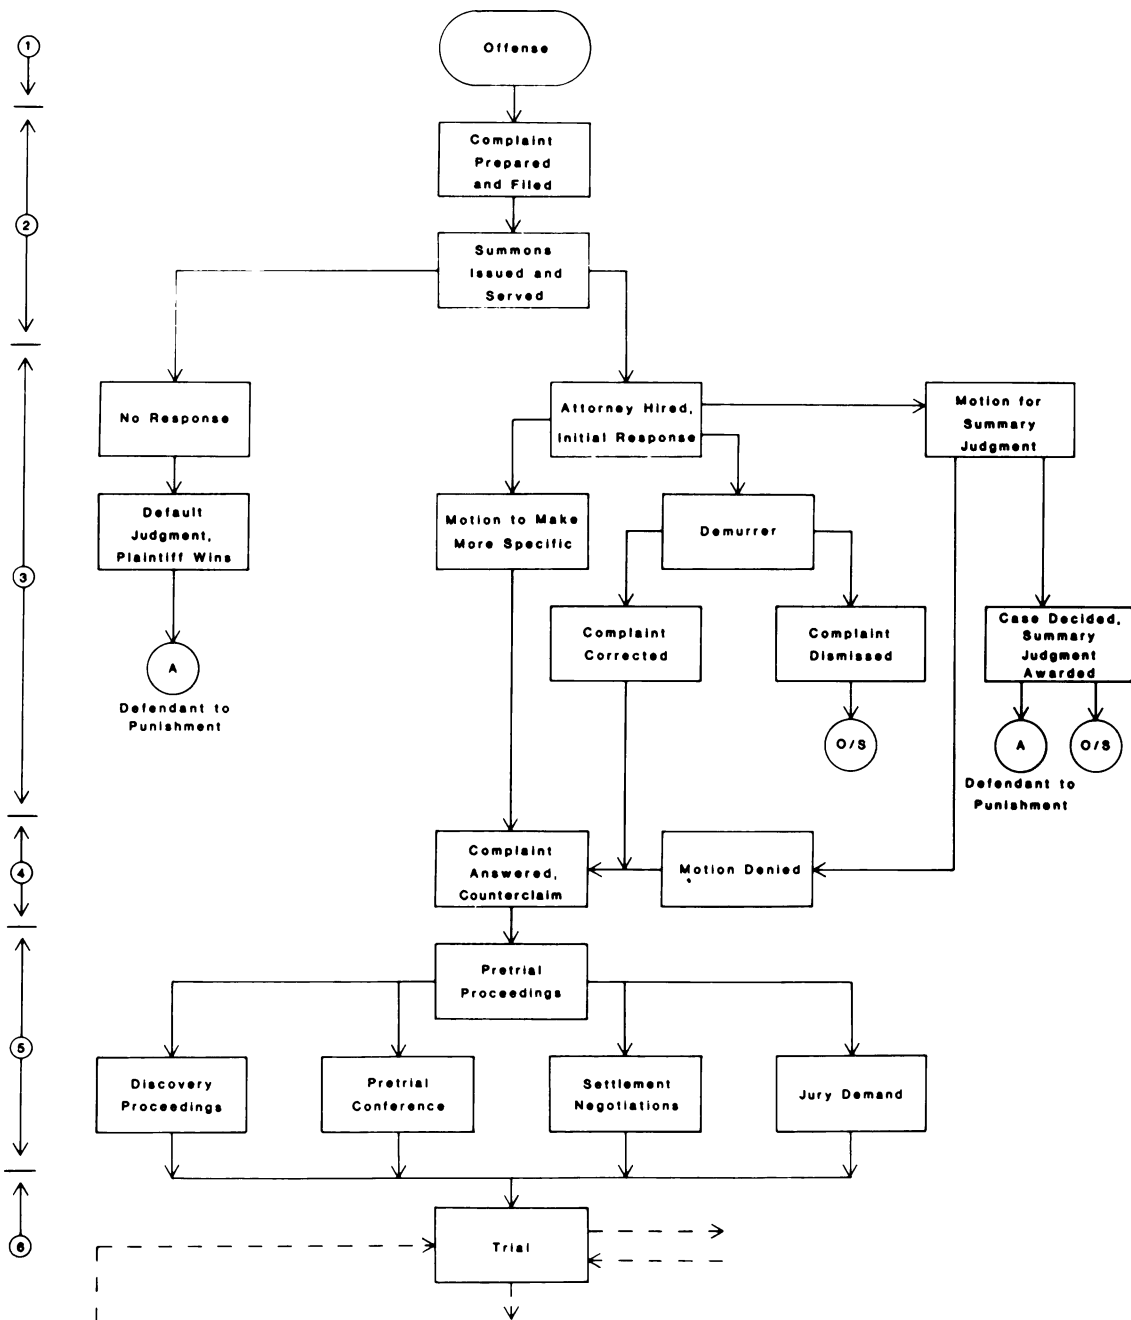 1
Offense
Complaint
Prepared
and Filed
2
Summons
Issued and
Served
No Response
Attorney Hired,
Initial Response
Motion for
Summary
Judgment
Default
Judgment,
Plaintiff Wins
Motion to Make
More Specific
Demurrer
3
Complaint
Corrected
Complaint
Dismissed
Case Decided,
Summary
Judgment
Awarded
A
Defendant to
Punishment
O/S
A
O/S
Defendant to
Punishment
4
Complaint
Answered,
Counterclaim
Motion Denied
Pretrial
Proceedings
5
Discovery
Proceedings
Pretrial
Conference
Settlement
Negotiations
Jury Demand
6
Trial